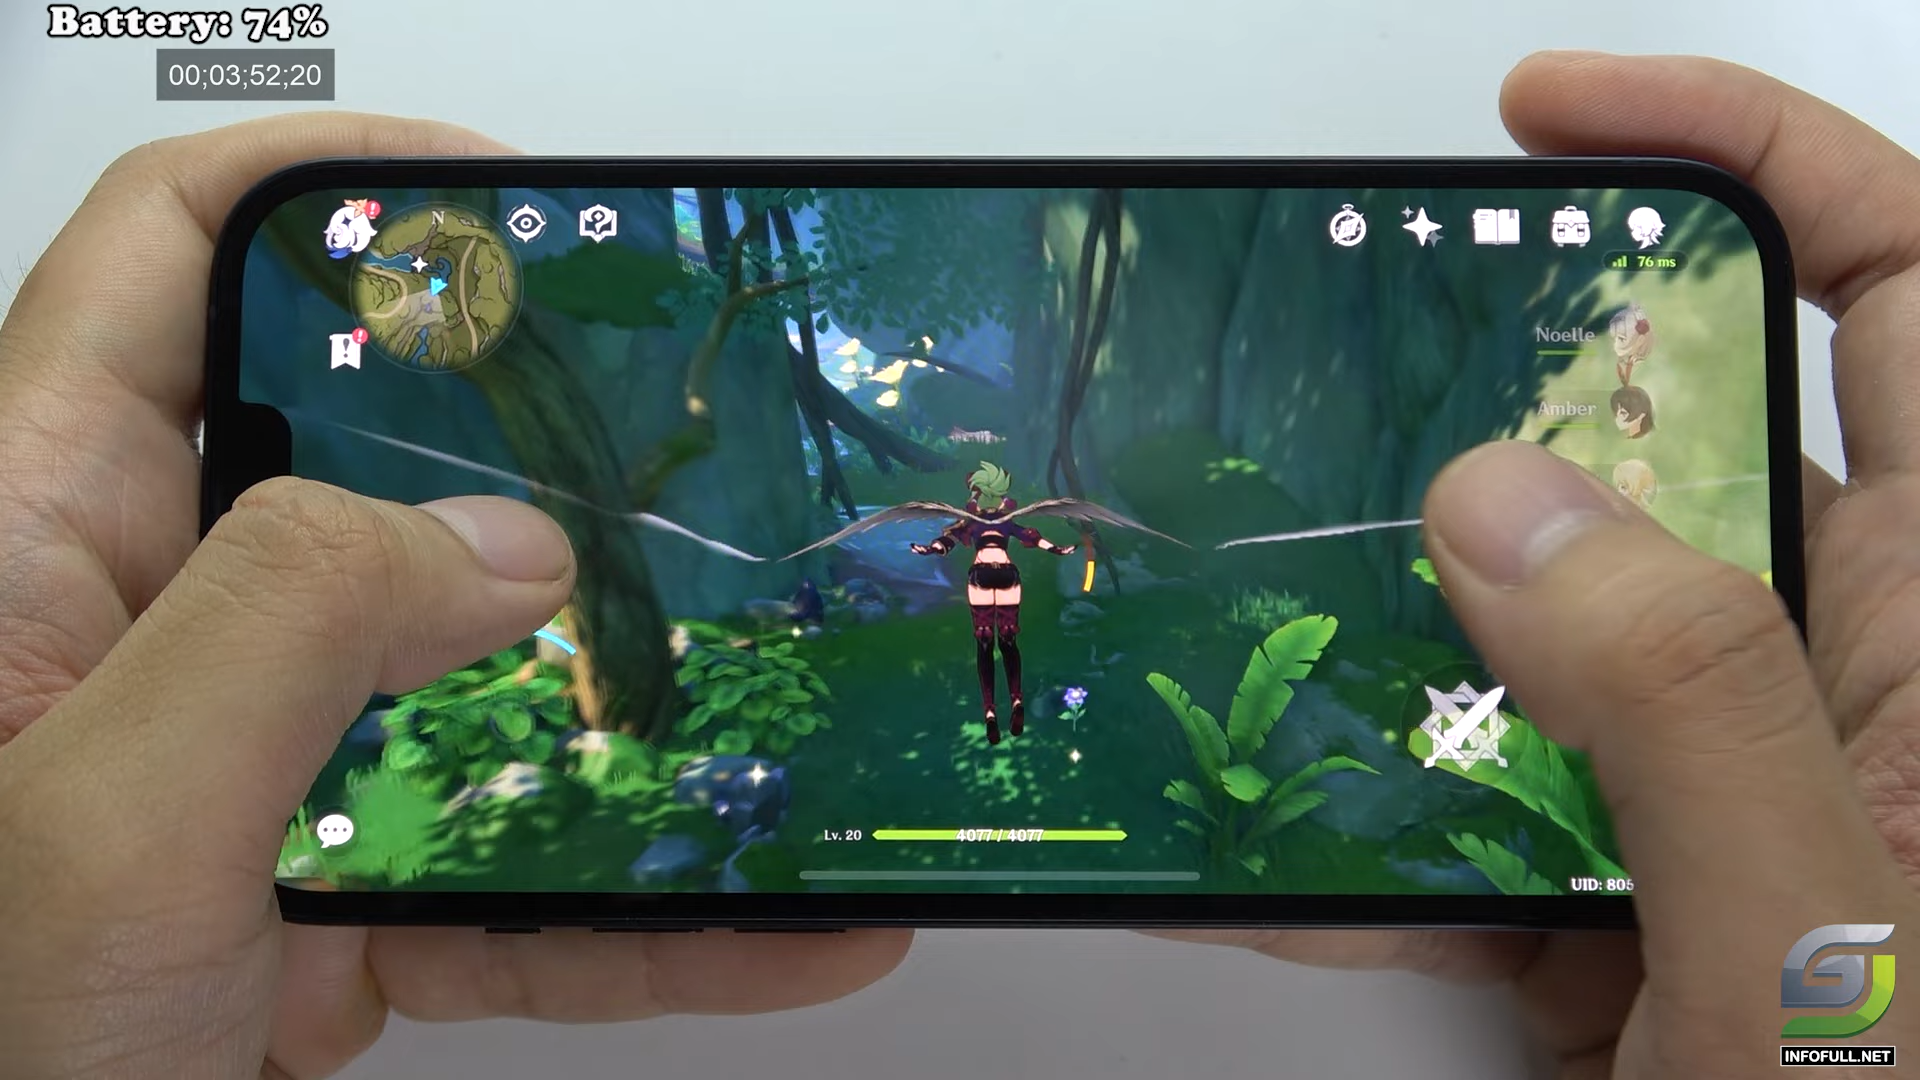 Battery: 74%
00;03;52;20
N
76 ms
Noelle
Amber
Lv. 20
4077 / 4077
UID: 805
INFOFULL.NET